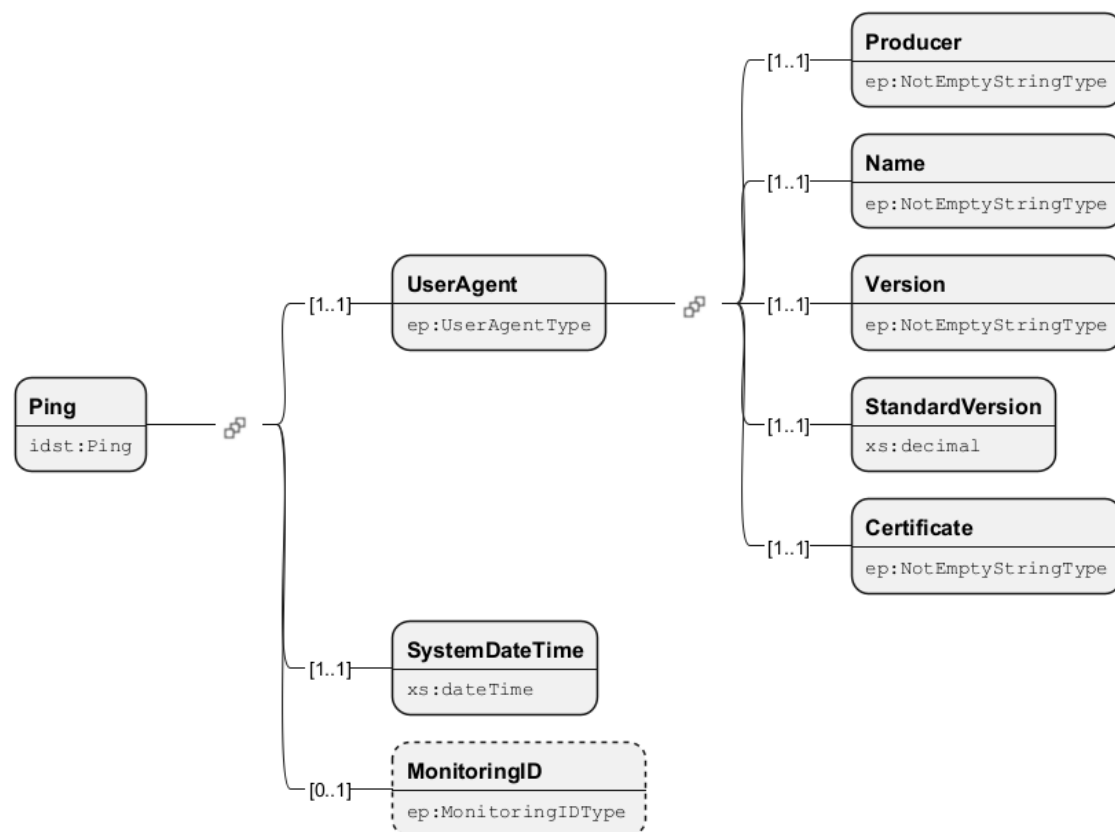 Producer
[1..1]
ep:NotEmptyStringType
Name
[1..1]
ep:NotEmptyStringType
UserAgent
[1..1]
ep:UserAgentType
Version
[1..1]
ep:NotEmptyStringType
Ping
idst:Ping
StandardVersion
[1..1]
xs:decimal
Certificate
[1..1]
ep:NotEmptyStringType
SystemDateTime
[1..1]
xs:dateTime
MonitoringID
[0..1]
ep:MonitoringIDType